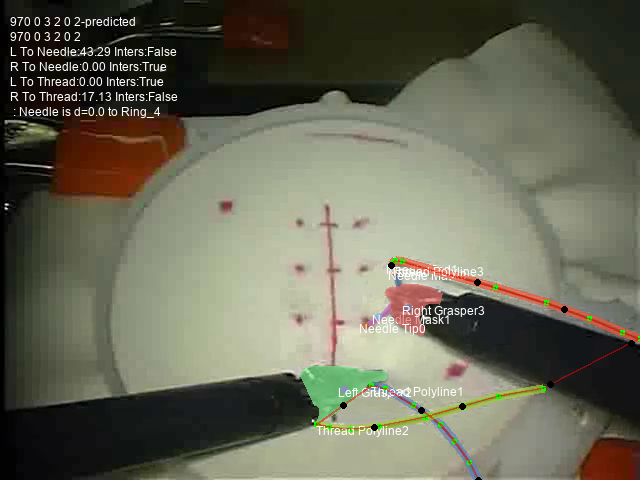 970 0 3 2 0 2-predicted
970 0 3 2 0 2
L To Needle:43.29 Inters:False
R To Needle:0.00 Inters:True
L To Thread:0.00 Inters:True
R To Thread:17.13 Inters:False
: Needle is d=0.0 to Ring_4
Polyline3
Right Grasper3
Needle Mask1
Needle Tip0
Thread Polyline1
Thread Polyline2